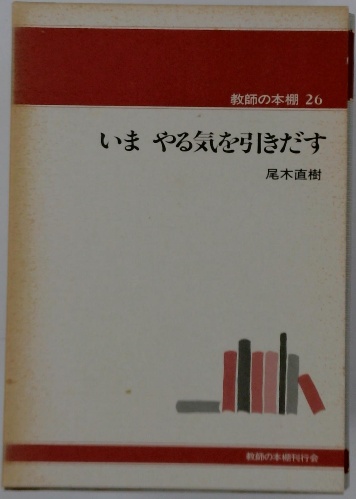 教師の本棚 26
いま やる気を引きだす
尾木直樹
教師の本棚刊行会